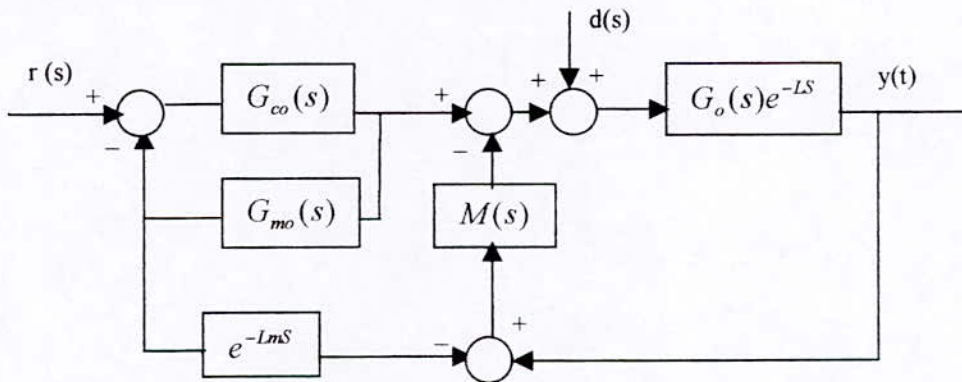 d(s)
r (s)
y(t)
+
G_co(s)
+
+
+
G_o(s)e^{-LS}
−
−
G_mo(s)
M(s)
e^{-LmS}
−
+